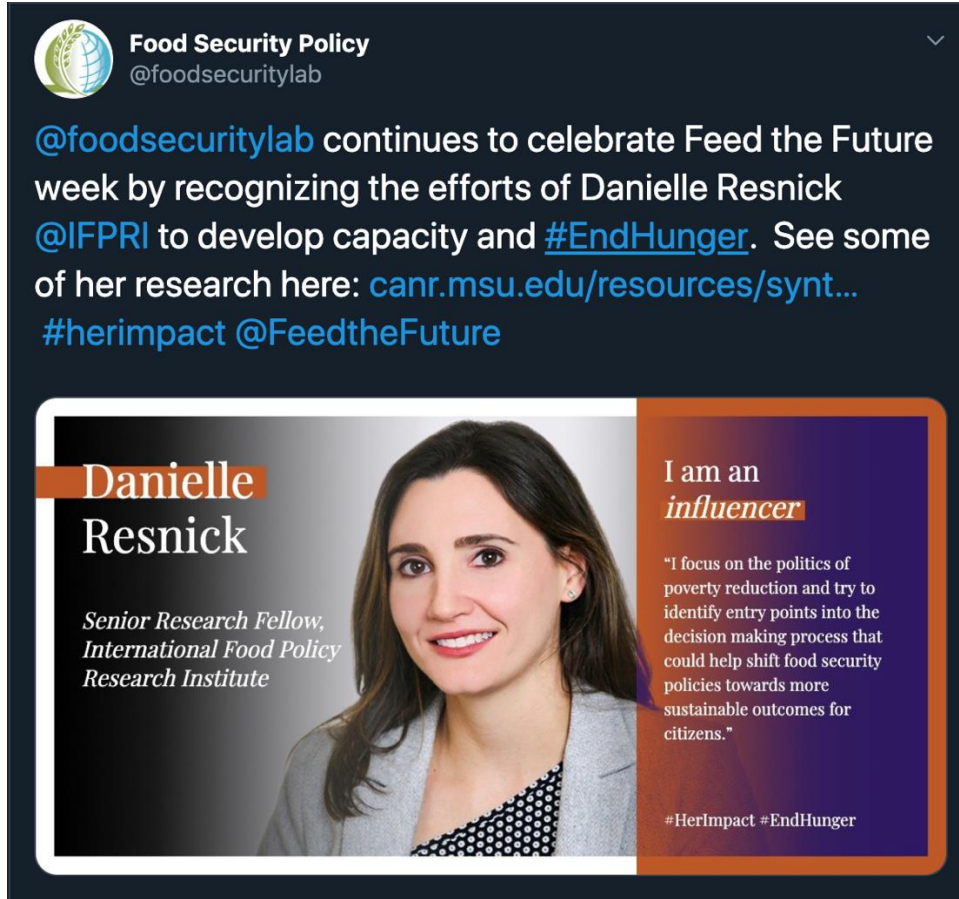 Food Security Policy
@foodsecuritylab
@foodsecuritylab continues to celebrate Feed the Future
week by recognizing the efforts of Danielle Resnick
@IFPRI to develop capacity and #EndHunger.  See some
of her research here: canr.msu.edu/resources/synt...
#herimpact @FeedtheFuture
Danielle
Resnick
Senior Research Fellow,
International Food Policy
Research Institute
I am an
influencer
“I focus on the politics of
poverty reduction and try to
identify entry points into the
decision making process that
could help shift food security
policies towards more
sustainable outcomes for
citizens.”
#HerImpact #EndHunger